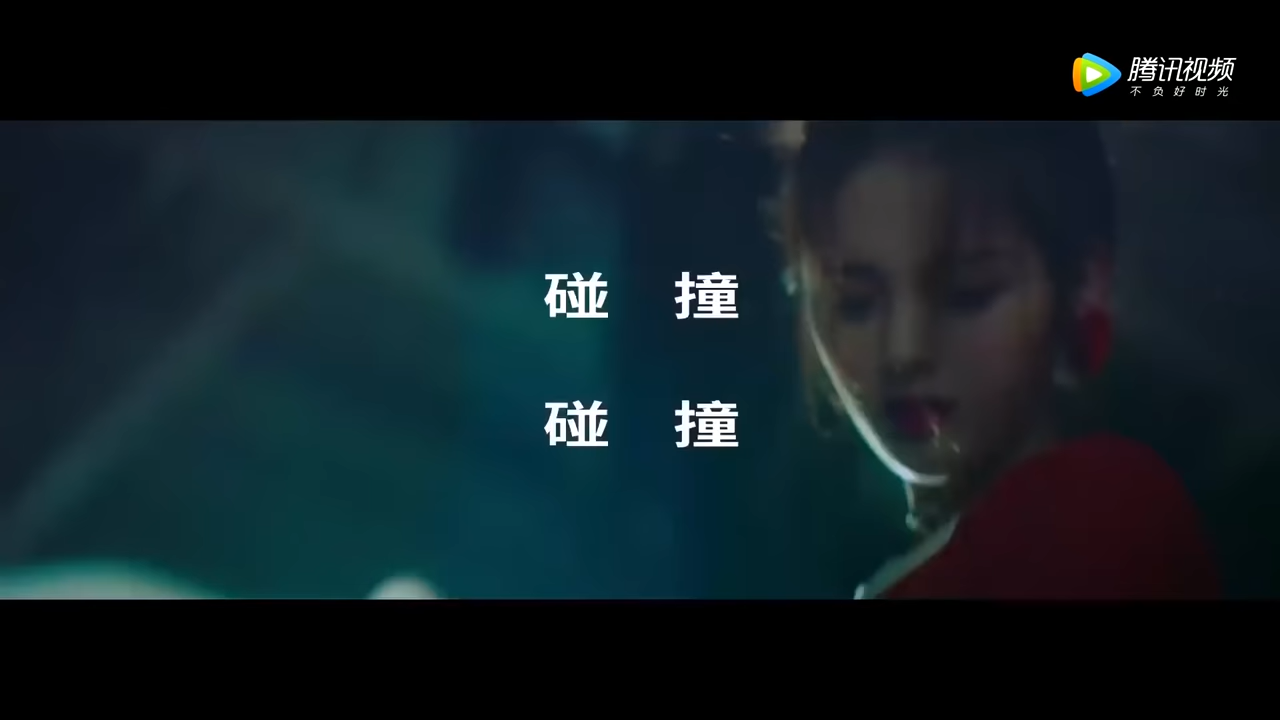 腾讯视频
不负好时光
碰 撞
碰 撞